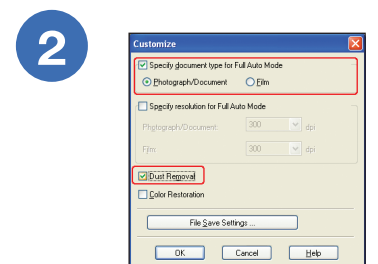 2
Customize
Specify document type for Full Auto Mode
Photograph/Document Film
Specify resolution for Full Auto Mode
Photograph/Document: 300 dpi
Film: 300 dpi
Dust Removal
Color Restoration
File Save Settings ...
OK Cancel Help